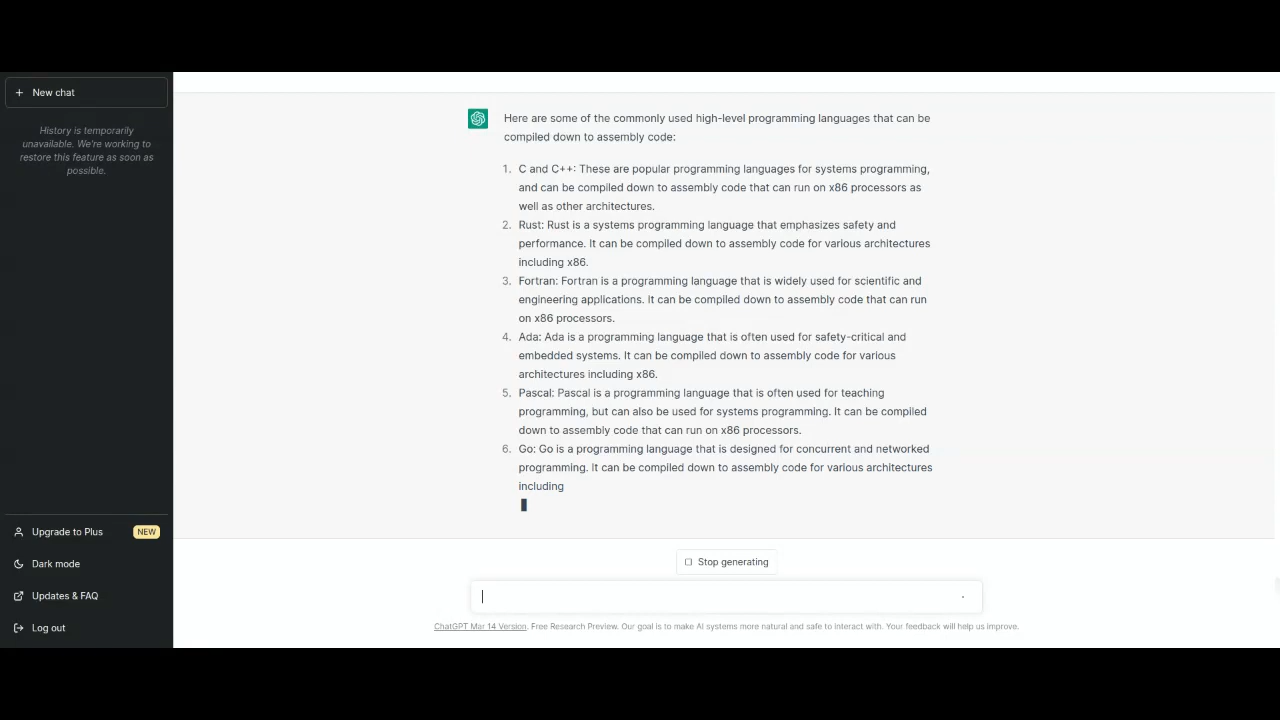 New chat
History is temporarily
unavailable. We're working to
restore this feature as soon as
possible.
Upgrade to Plus NEW
Dark mode
Updates & FAQ
Log out
Here are some of the commonly used high-level programming languages that can be
compiled down to assembly code:
1. C and C++: These are popular programming languages for systems programming,
and can be compiled down to assembly code that can run on x86 processors as
well as other architectures.
2. Rust: Rust is a systems programming language that emphasizes safety and
performance. It can be compiled down to assembly code for various architectures
including x86.
3. Fortran: Fortran is a programming language that is widely used for scientific and
engineering applications. It can be compiled down to assembly code that can run
on x86 processors.
4. Ada: Ada is a programming language that is often used for safety-critical and
embedded systems. It can be compiled down to assembly code for various
architectures including x86.
5. Pascal: Pascal is a programming language that is often used for teaching
programming, but can also be used for systems programming. It can be compiled
down to assembly code that can run on x86 processors.
6. Go: Go is a programming language that is designed for concurrent and networked
programming. It can be compiled down to assembly code for various architectures
including
Stop generating
ChatGPT Mar 14 Version. Free Research Preview. Our goal is to make AI systems more natural and safe to interact with. Your feedback will help us improve.